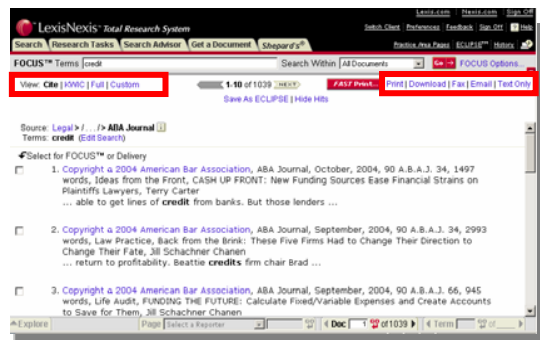 Lexis.com | Nexis.com | Sign Off
LexisNexis™ Total Research System
Switch Client | Preferences | Feedback | Sign Off | ? Help
Search | Research Tasks | Search Advisor | Get a Document | Shepard's®
Practice Area Pages ECLIPSE™ History
FOCUS™ Terms credit Search Within All Documents Go FOCUS Options...
View: Cite | KWIC | Full | Custom 1-10 of 1039 NEXT FAST Print... Print | Download | Fax | Email | Text Only
Save As ECLIPSE | Hide Hits
Source: Legal > / . . . / > ABA Journal i
Terms: credit (Edit Search)
Select for FOCUS™ or Delivery
1. Copyright a 2004 American Bar Association, ABA Journal, October, 2004, 90 A.B.A.J. 34, 1497
words, Ideas from the Front, CASH UP FRONT: New Funding Sources Ease Financial Strains on
Plaintiffs Lawyers, Terry Carter
... able to get lines of credit from banks. But those lenders ...
2. Copyright a 2004 American Bar Association, ABA Journal, September, 2004, 90 A.B.A.J. 34, 2993
words, Law Practice, Back from the Brink: These Five Firms Had to Change Their Direction to
Change Their Fate, Jill Schachner Chanen
... return to profitability. Beattie credits firm chair Brad ...
3. Copyright a 2004 American Bar Association, ABA Journal, September, 2004, 90 A.B.A.J. 66, 945
words, Life Audit, FUNDING THE FUTURE: Calculate Fixed/Variable Expenses and Create Accounts
to Save for Them, Jill Schachner Chanen
Explore Page Select a Reporter Doc 1 of 1039 Term of